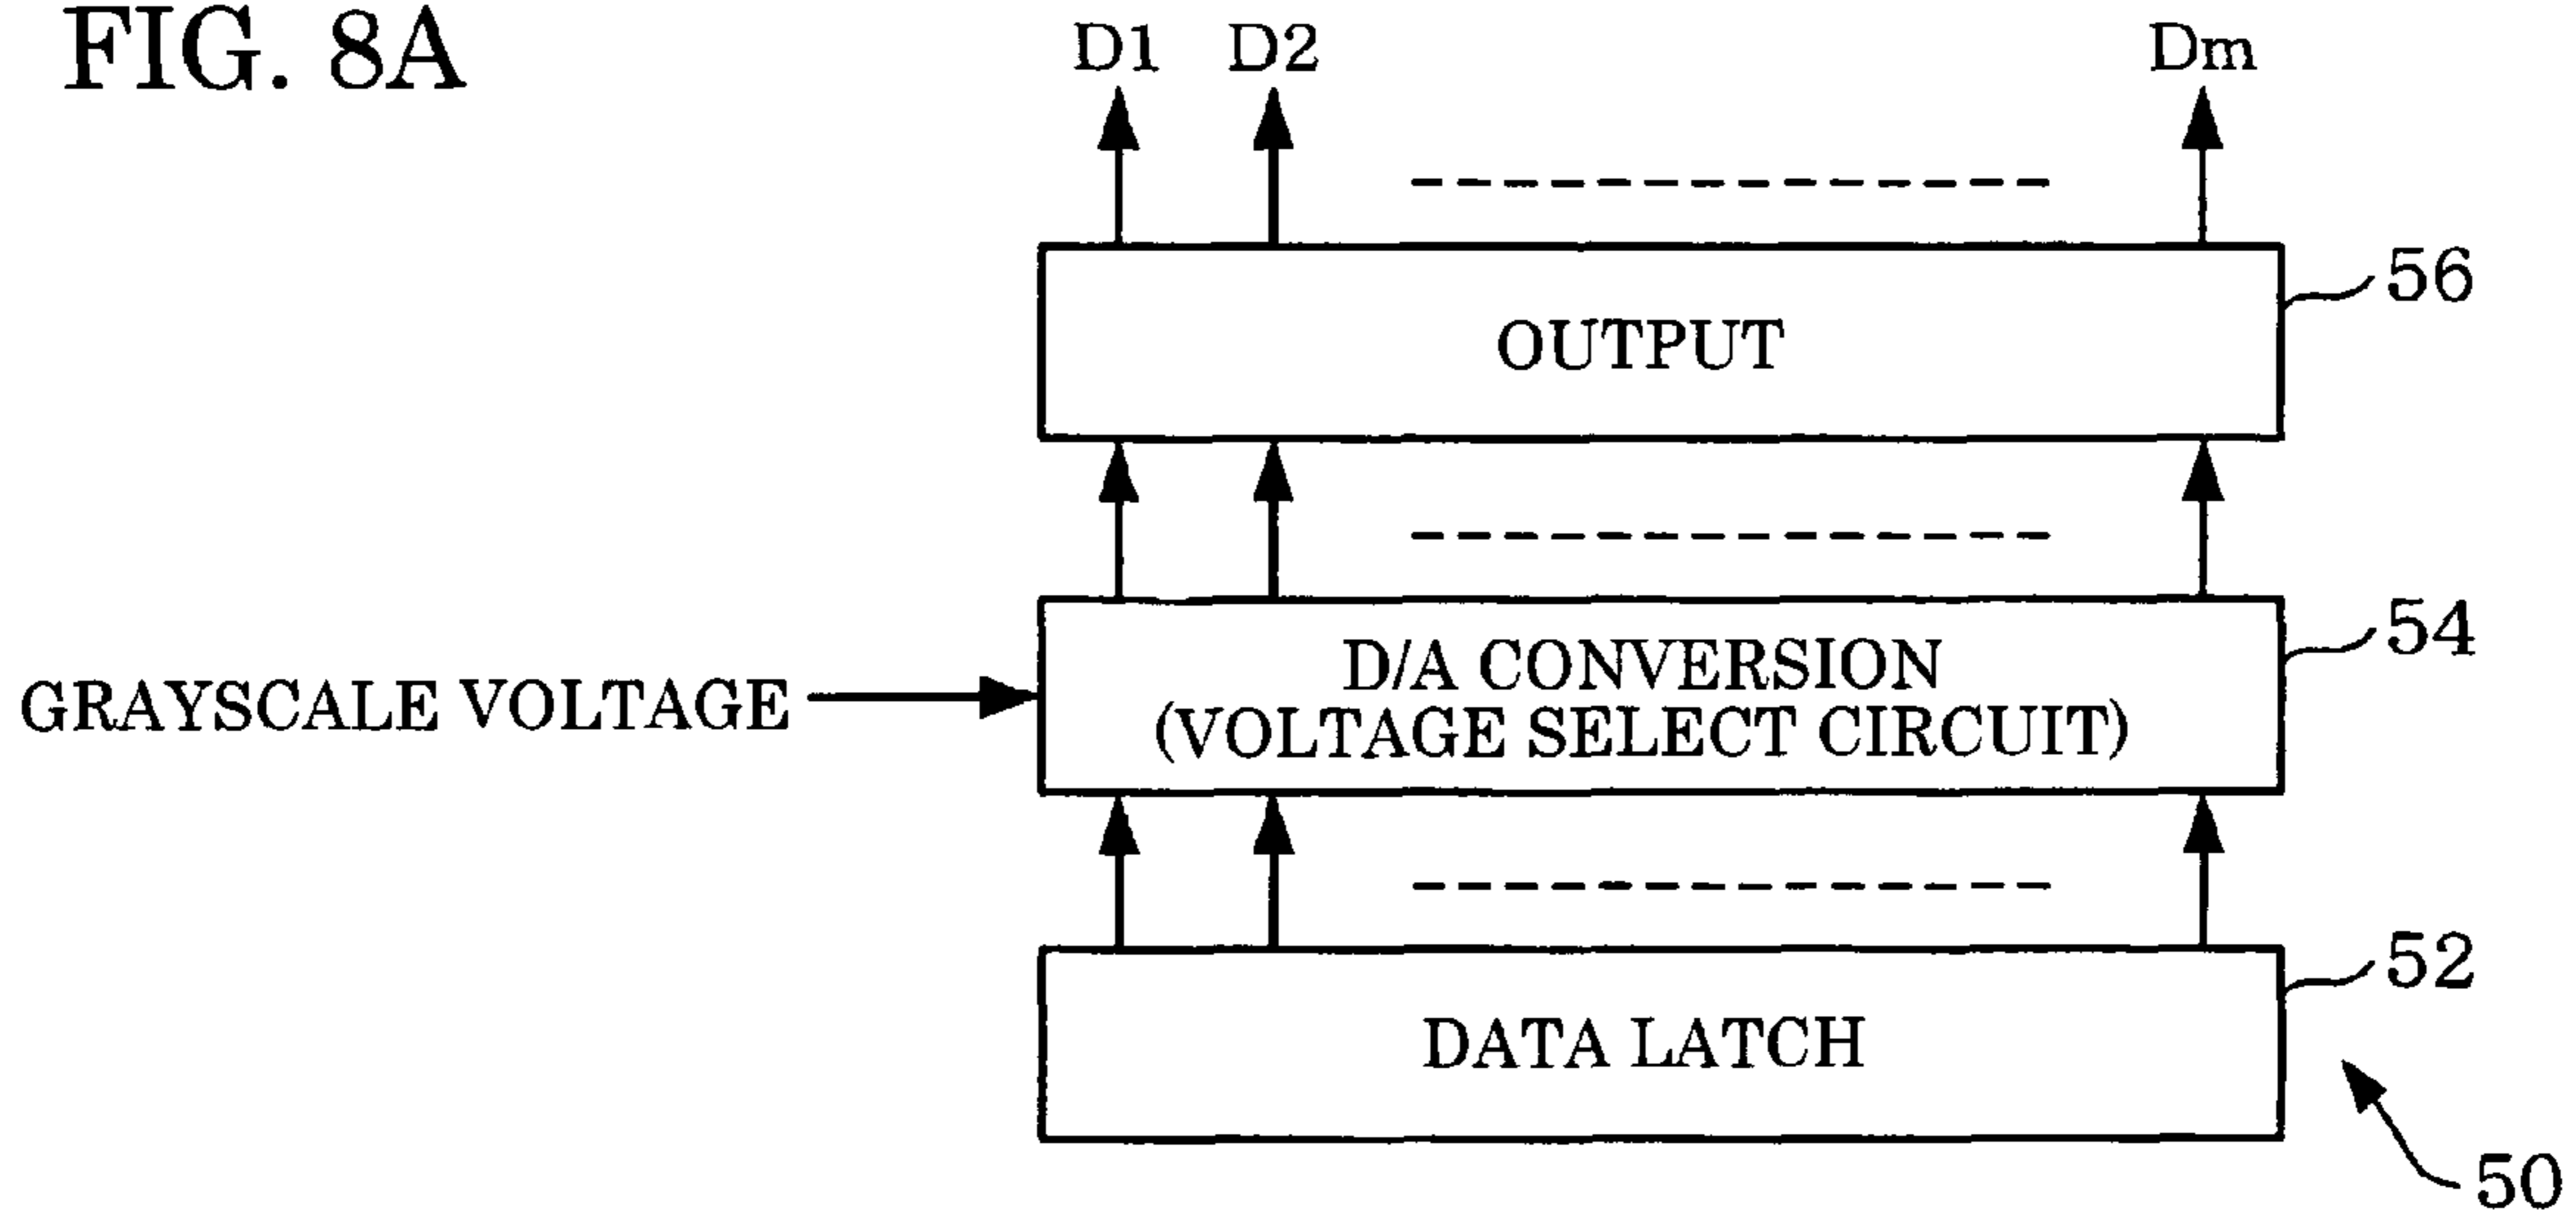 FIG. 8A
D1 D2 Dm
56
OUTPUT
54
D/A CONVERSION
(VOLTAGE SELECT CIRCUIT)
GRAYSCALE VOLTAGE
52
DATA LATCH
50